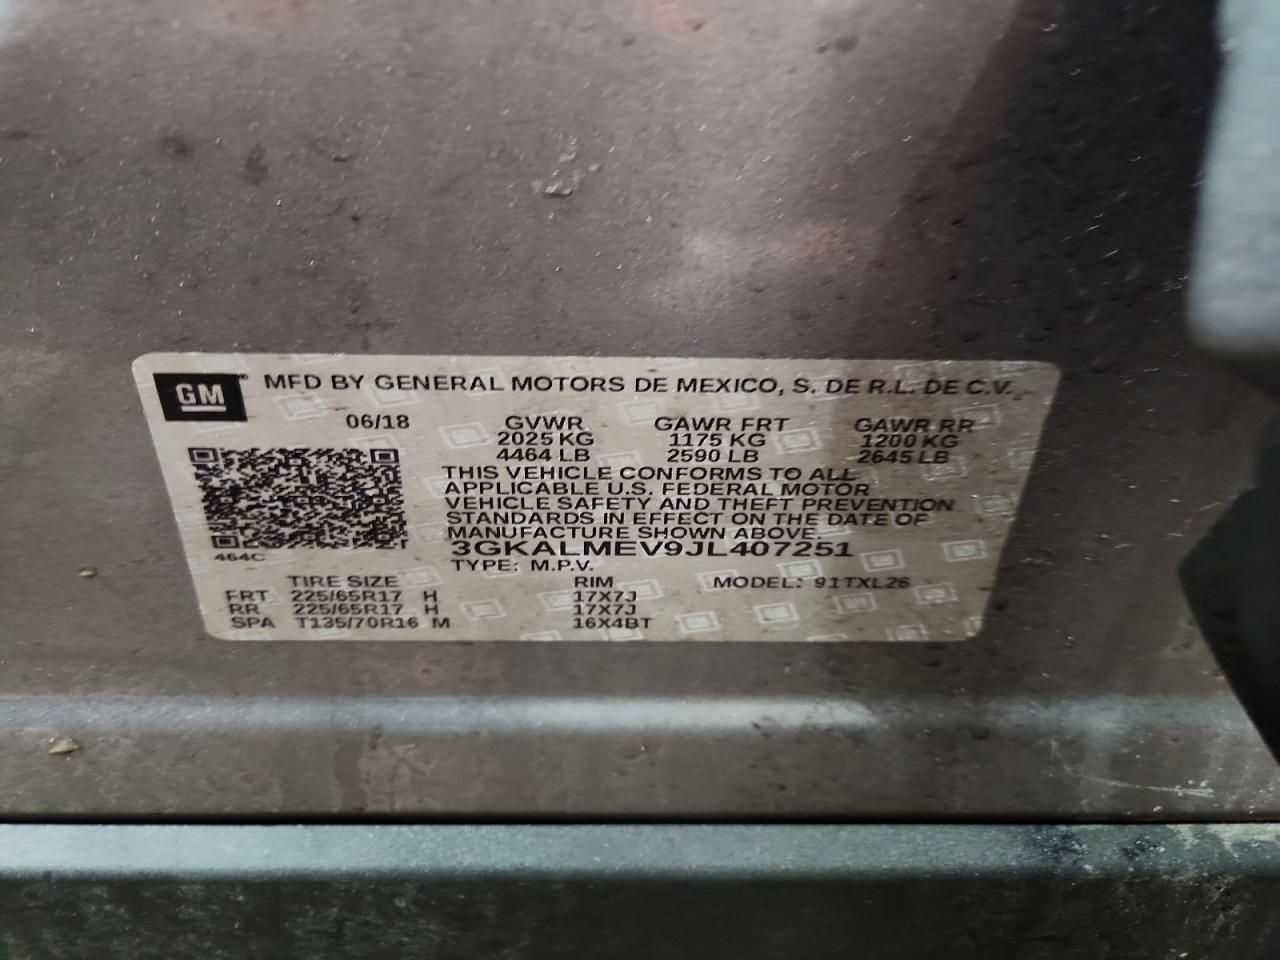 GM MFD BY GENERAL MOTORS DE MEXICO, S. DE R.L. DE C.V.
06/18 GVWR GAWR FRT GAWR RR
2025 KG 1175 KG 1200 KG
4464 LB 2590 LB 2645 LB
THIS VEHICLE CONFORMS TO ALL
APPLICABLE U.S. FEDERAL MOTOR
VEHICLE SAFETY AND THEFT PREVENTION
STANDARDS IN EFFECT ON THE DATE OF
MANUFACTURE SHOWN ABOVE.
3GKALMEV9JL407251
464C
TYPE: M.P.V.
TIRE SIZE RIM MODEL: 91TXL26
FRT 225/65R17 H 17X7J
RR 225/65R17 H 17X7J
SPA T135/70R16 M 16X4BT